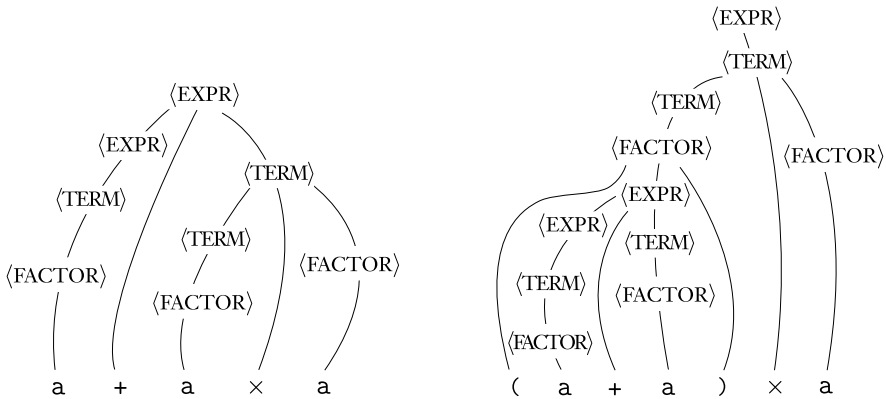 ⟨EXPR⟩
⟨EXPR⟩
⟨TERM⟩
⟨TERM⟩
⟨TERM⟩
⟨FACTOR⟩
⟨FACTOR⟩
⟨FACTOR⟩
a + a × a
⟨EXPR⟩
⟨TERM⟩
⟨TERM⟩
⟨FACTOR⟩ ⟨FACTOR⟩
⟨EXPR⟩
⟨EXPR⟩
⟨TERM⟩
⟨TERM⟩
⟨FACTOR⟩
⟨FACTOR⟩
( a + a ) × a